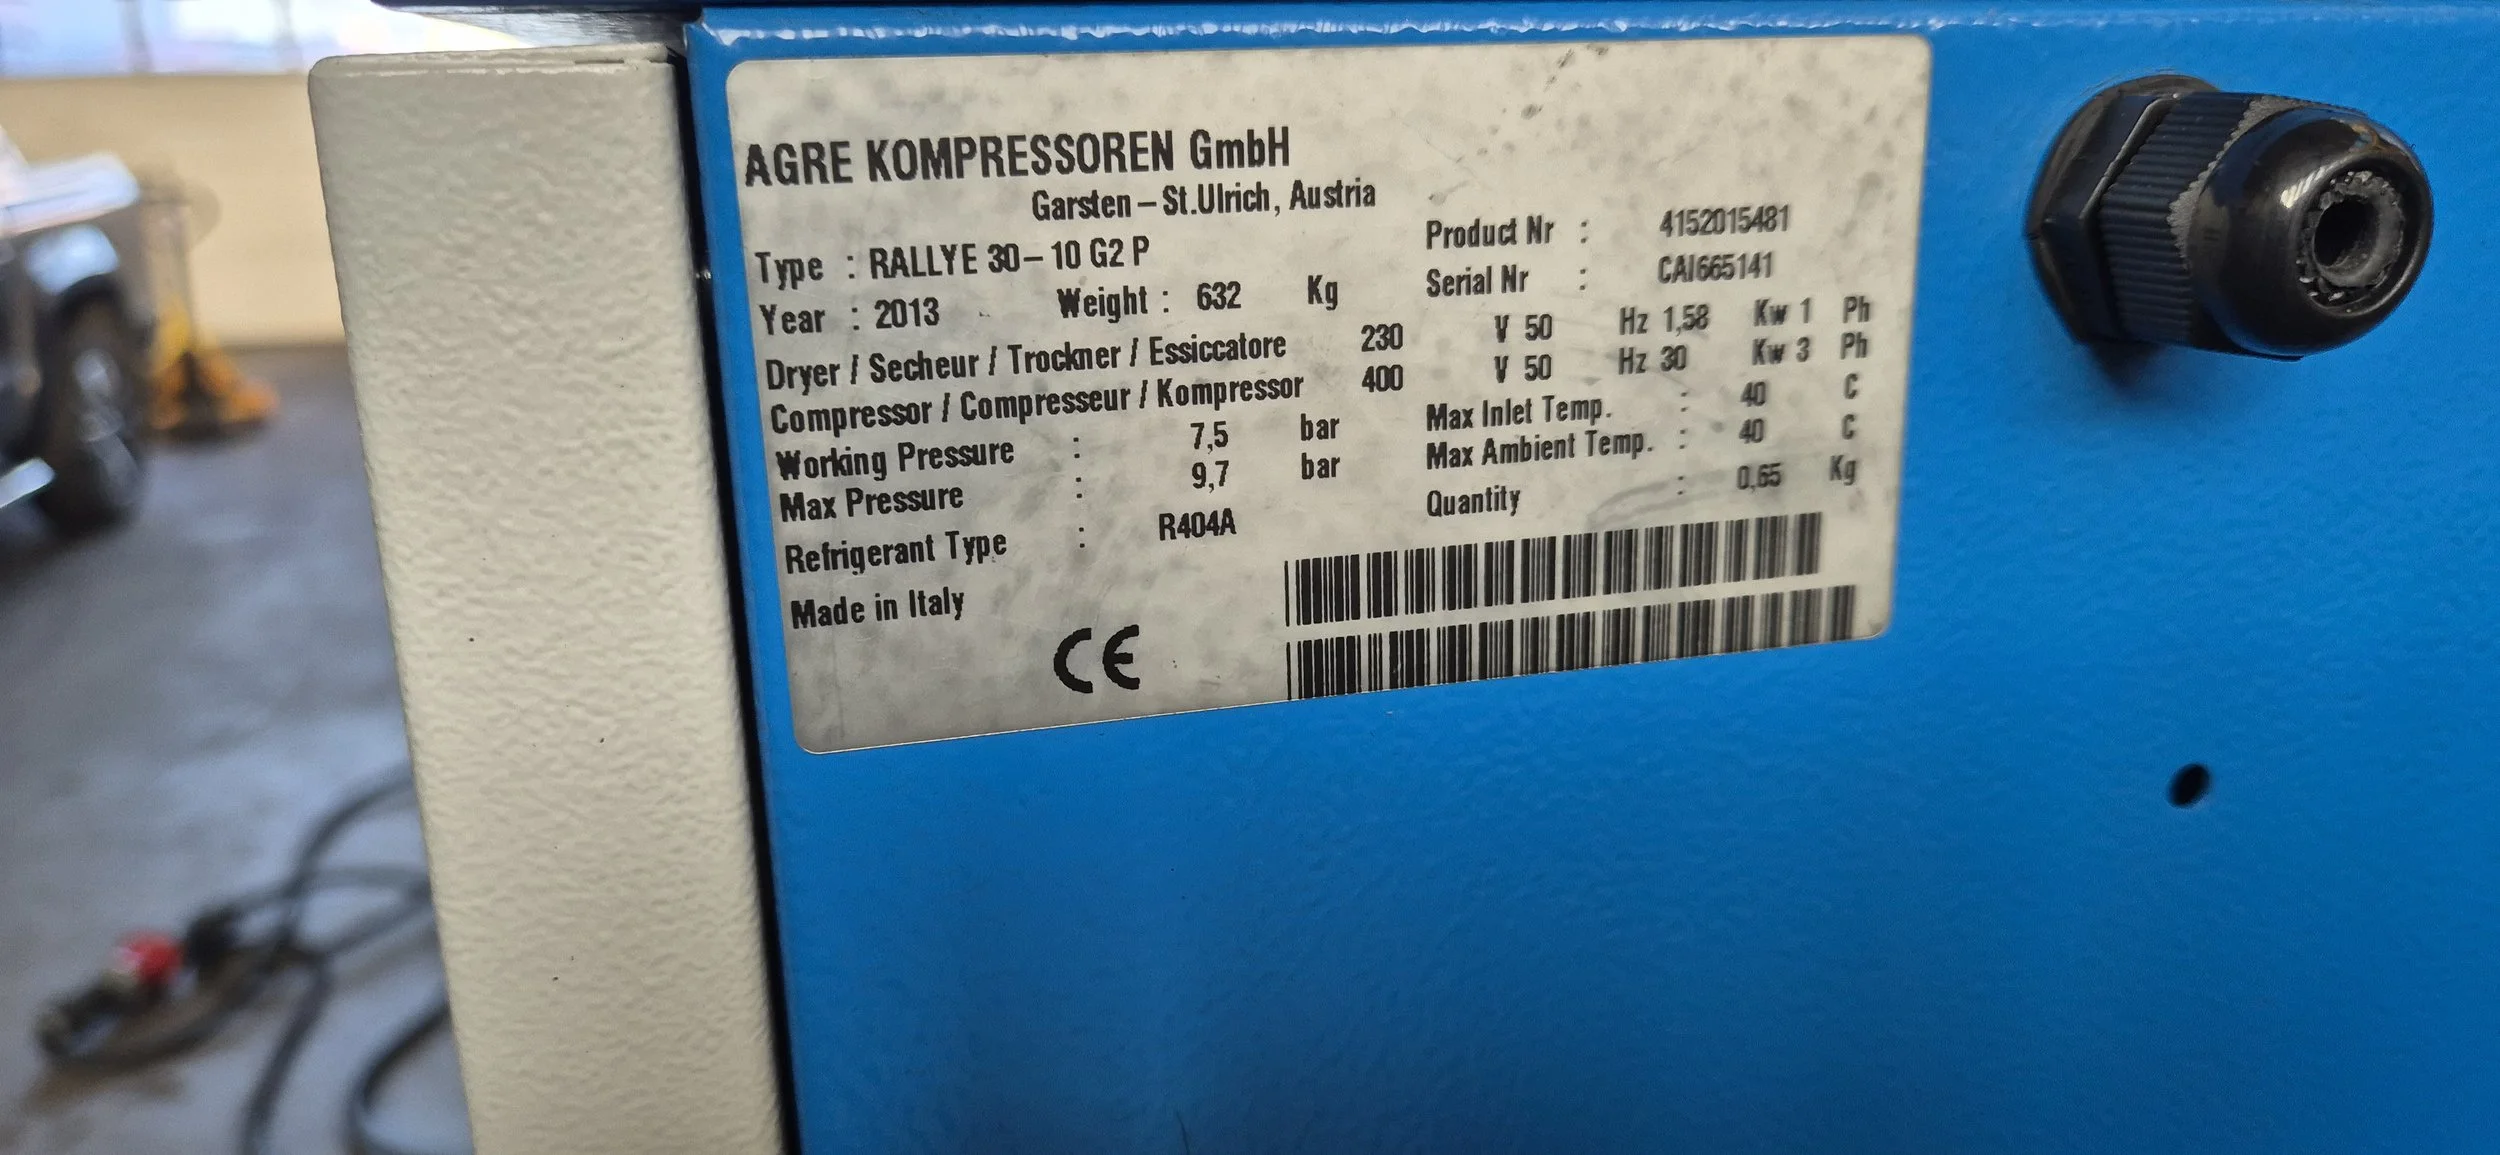 AGRE KOMPRESSOREN GmbH
Garsten – St.Ulrich, Austria
Type : RALLYE 30–10 G2 P
Product Nr : 4152015481
Year : 2013 Weight : 632 Kg
Serial Nr : CAI665141
Dryer / Secheur / Trockner / Essiccatore 230 V 50 Hz 1,58 Kw 1 Ph
Compressor / Compresseur / Kompressor 400 V 50 Hz 30 Kw 3 Ph
Working Pressure : 7,5 bar
Max Inlet Temp. : 40 C
Max Pressure : 9,7 bar
Max Ambient Temp. : 40 C
Refrigerant Type : R404A
Quantity : 0,65 Kg
Made in Italy
CE